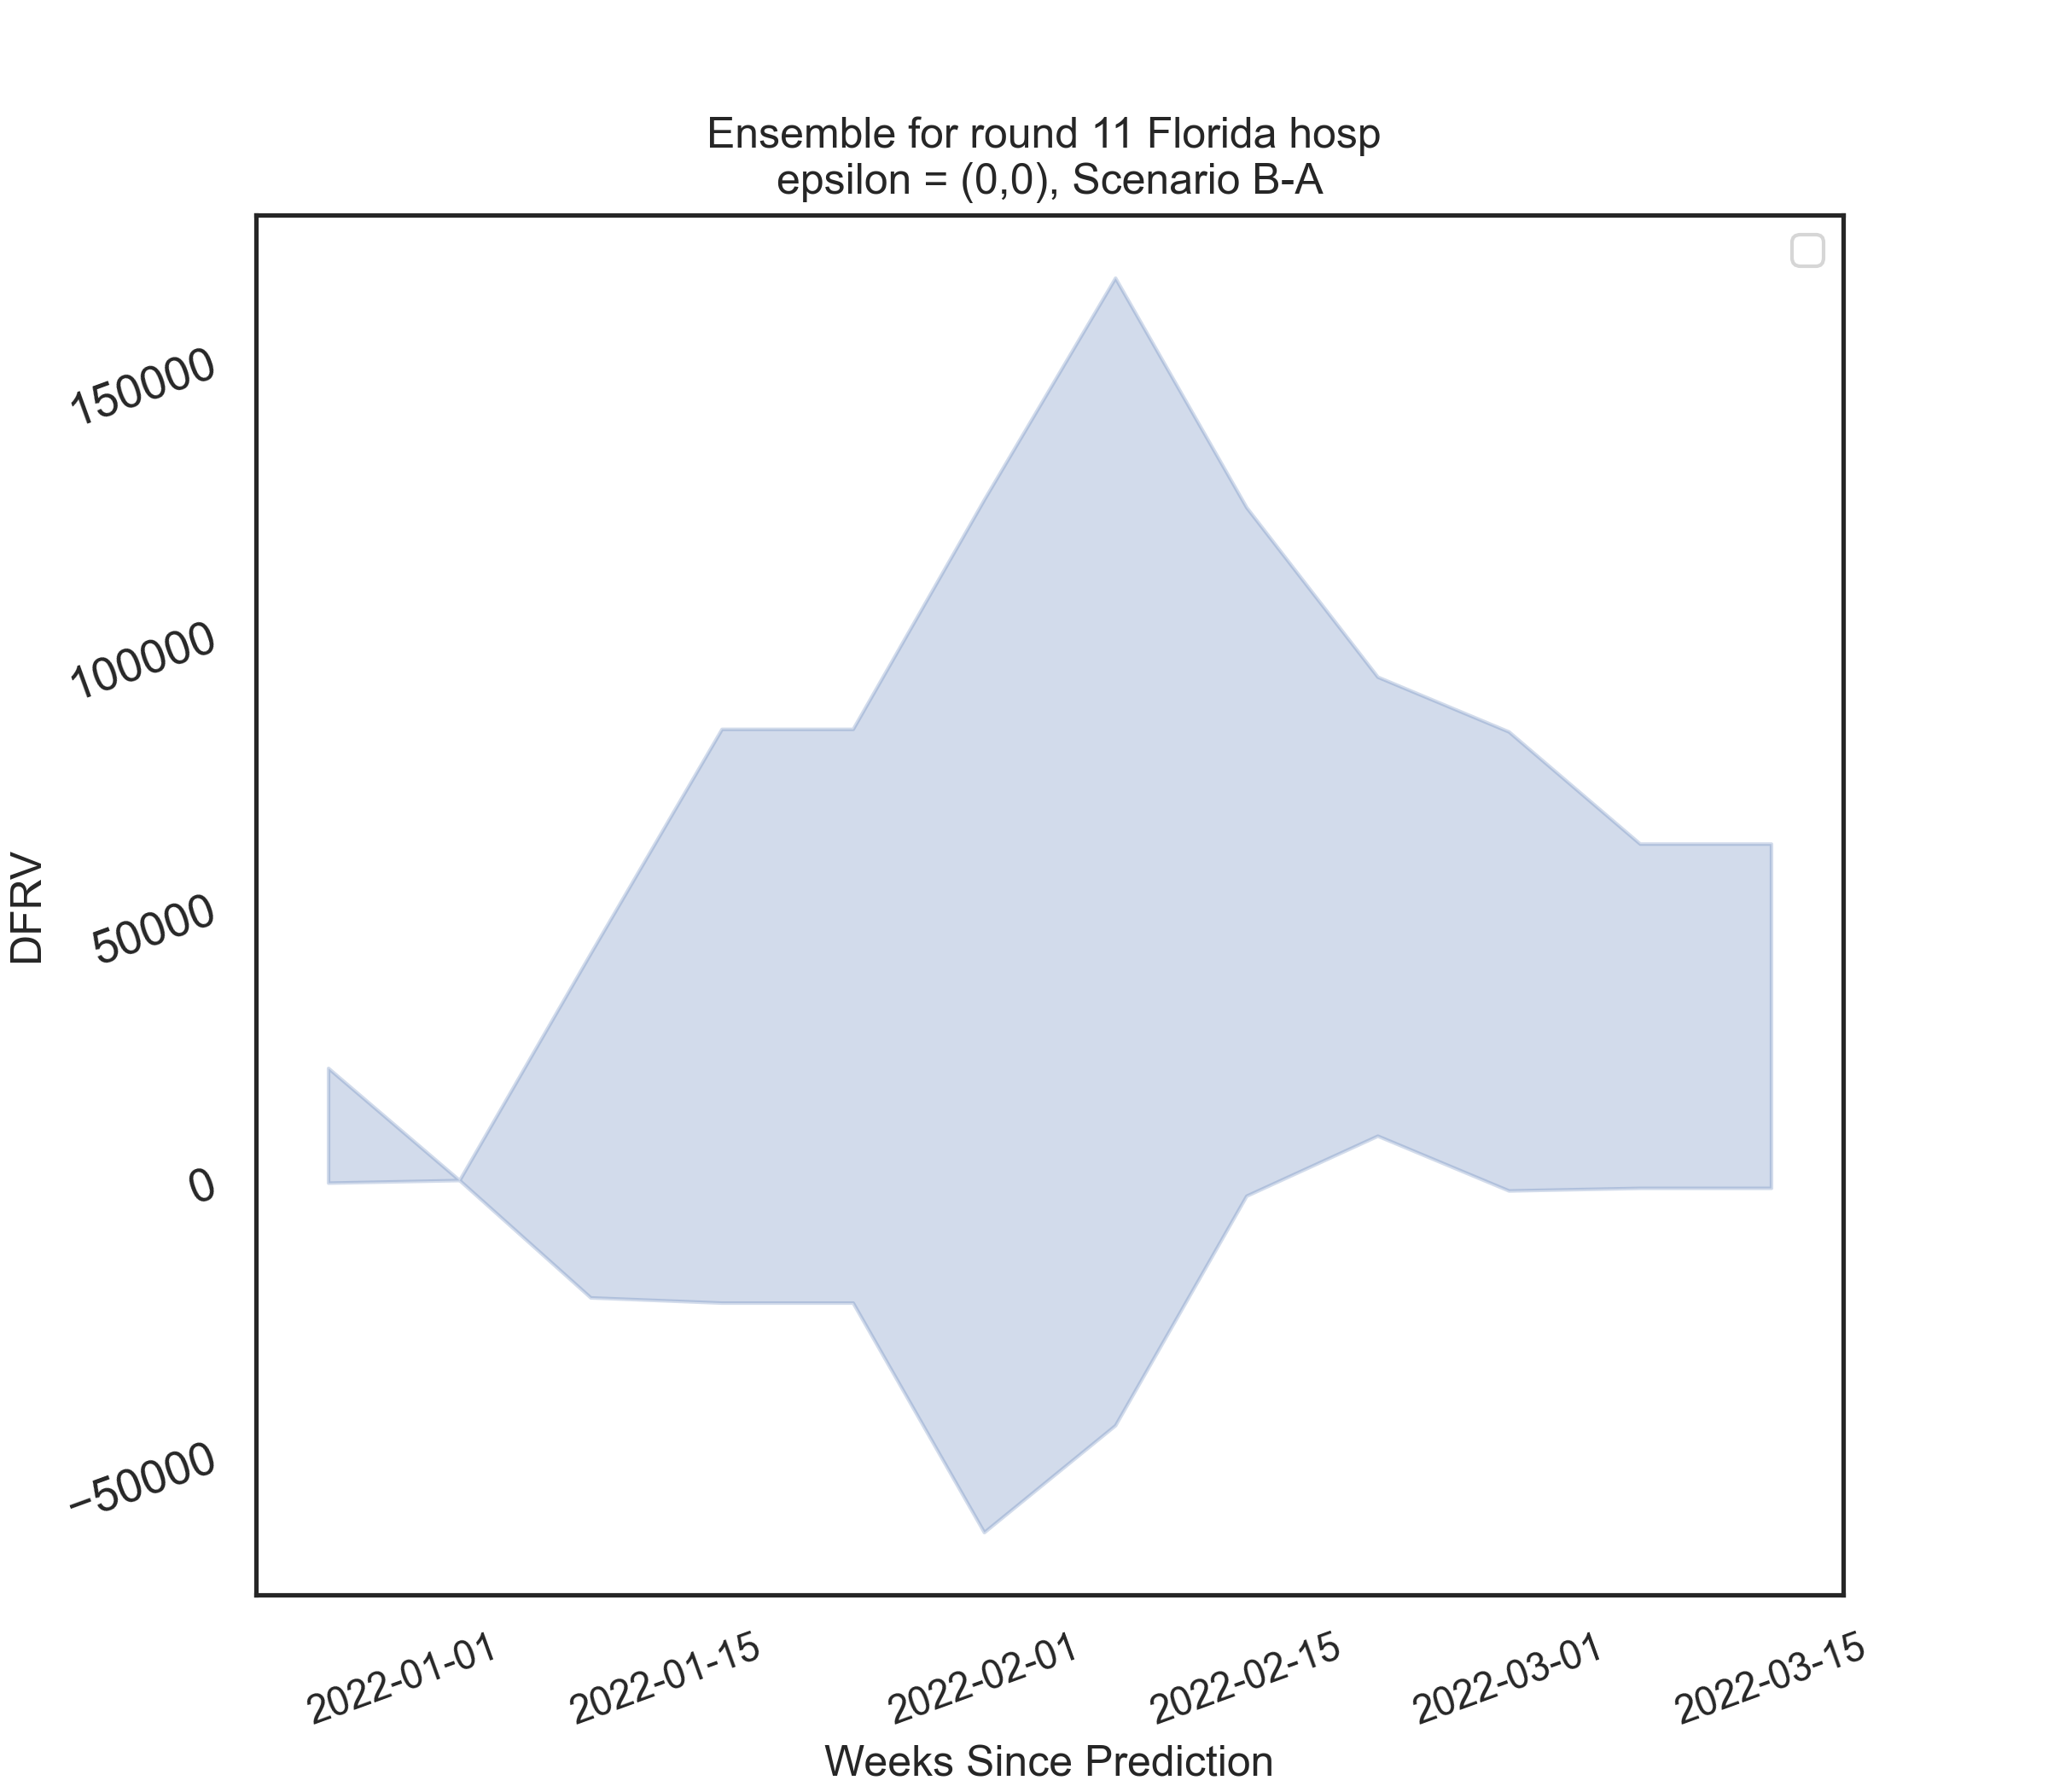 Ensemble for round 11 Florida hosp
epsilon = (0,0), Scenario B-A
150000
100000
50000
0
−50000
DFRV
2022-01-01
2022-01-15
2022-02-01
2022-02-15
2022-03-01
2022-03-15
Weeks Since Prediction